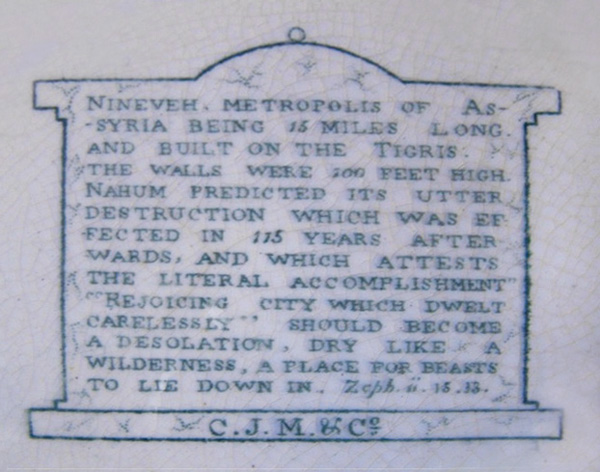 NINEVEH. METROPOLIS OF AS-
-SYRIA BEING 15 MILES LONG.
AND BUILT ON THE TIGRIS.
THE WALLS WERE 100 FEET HIGH.
NAHUM PREDICTED ITS UTTER
DESTRUCTION WHICH WAS EF
-FECTED IN 115 YEARS AFTER
WARDS, AND WHICH ATTESTS
THE LITERAL ACCOMPLISHMENT
"REJOICING CITY WHICH DWELT
CARELESSLY" SHOULD BECOME
A DESOLATION, DRY LIKE A
WILDERNESS, A PLACE FOR BEASTS
TO LIE DOWN IN. Zeph. ii. 15. 13.
C.J.M.&Co